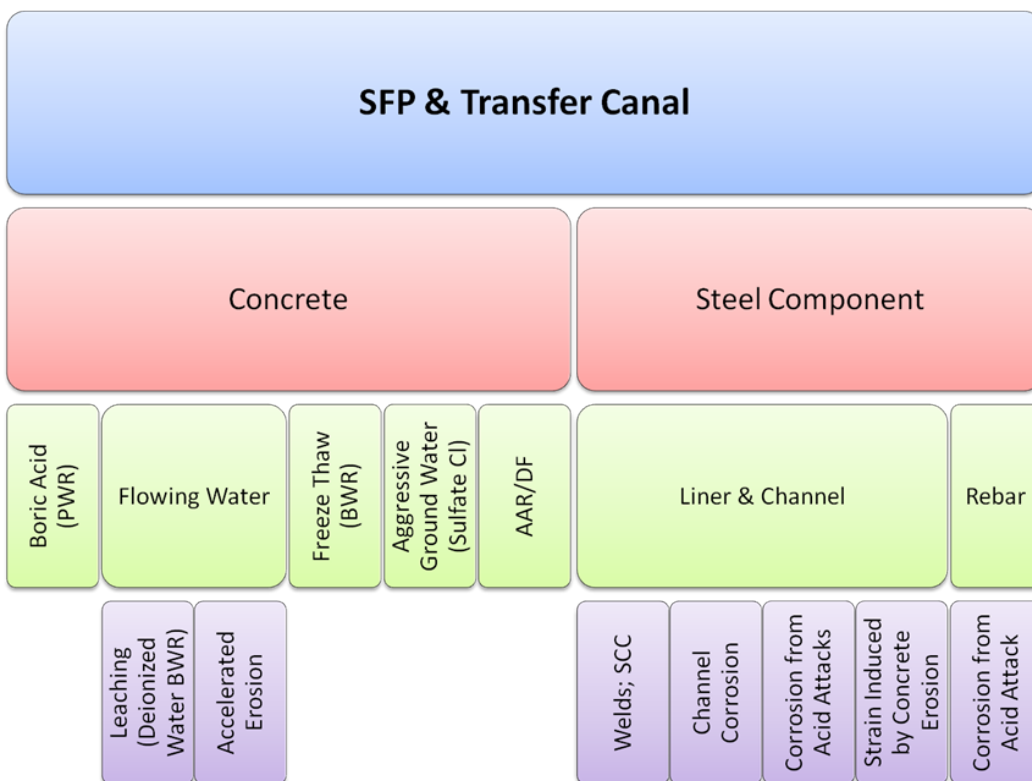 SFP & Transfer Canal
Concrete
Steel Component
Boric Acid
(PWR)
Flowing Water
Freeze Thaw
(BWR)
Aggressive
Ground Water
(Sulfate Cl)
AAR/DF
Liner & Channel
Rebar
Leaching
(Deionized
Water BWR)
Accelerated
Erosion
Welds; SCC
Channel
Corrosion
Corrosion from
Acid Attacks
Strain Induced
by Concrete
Erosion
Corrosion from
Acid Attack